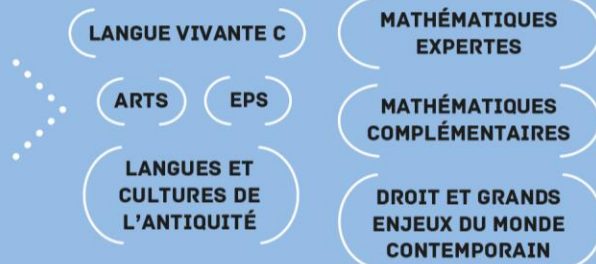 LANGUE VIVANTE C
ARTS
EPS
LANGUES ET
CULTURES DE
L'ANTIQUITÉ
MATHÉMATIQUES
EXPERTES
MATHÉMATIQUES
COMPLÉMENTAIRES
DROIT ET GRANDS
ENJEUX DU MONDE
CONTEMPORAIN